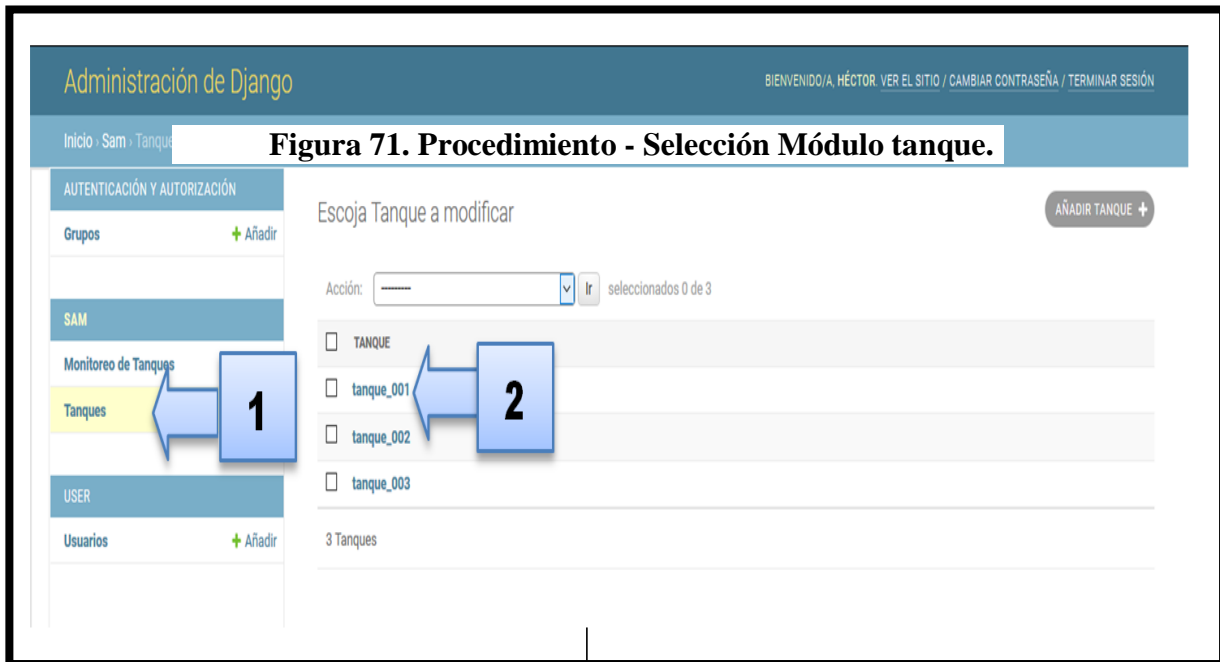 Administración de Django
BIENVENIDO/A, HÉCTOR. VER EL SITIO / CAMBIAR CONTRASEÑA / TERMINAR SESIÓN
Inicio › Sam › Tanque
Figura 71. Procedimiento - Selección Módulo tanque.
AUTENTICACIÓN Y AUTORIZACIÓN
Grupos + Añadir
SAM
Monitoreo de Tanques
Tanques
1
USER
Usuarios + Añadir
Escoja Tanque a modificar
AÑADIR TANQUE +
Acción: --------- Ir seleccionados 0 de 3
TANQUE
tanque_001
2
tanque_002
tanque_003
3 Tanques